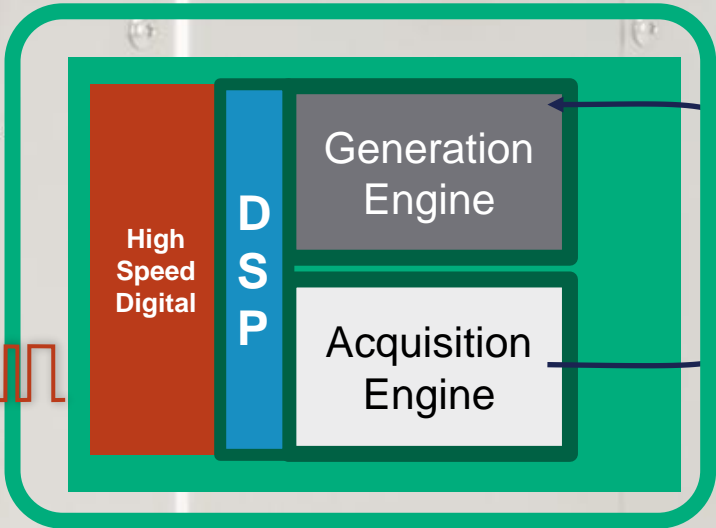 High
Speed
Digital
D
S
P
Generation
Engine
Acquisition
Engine